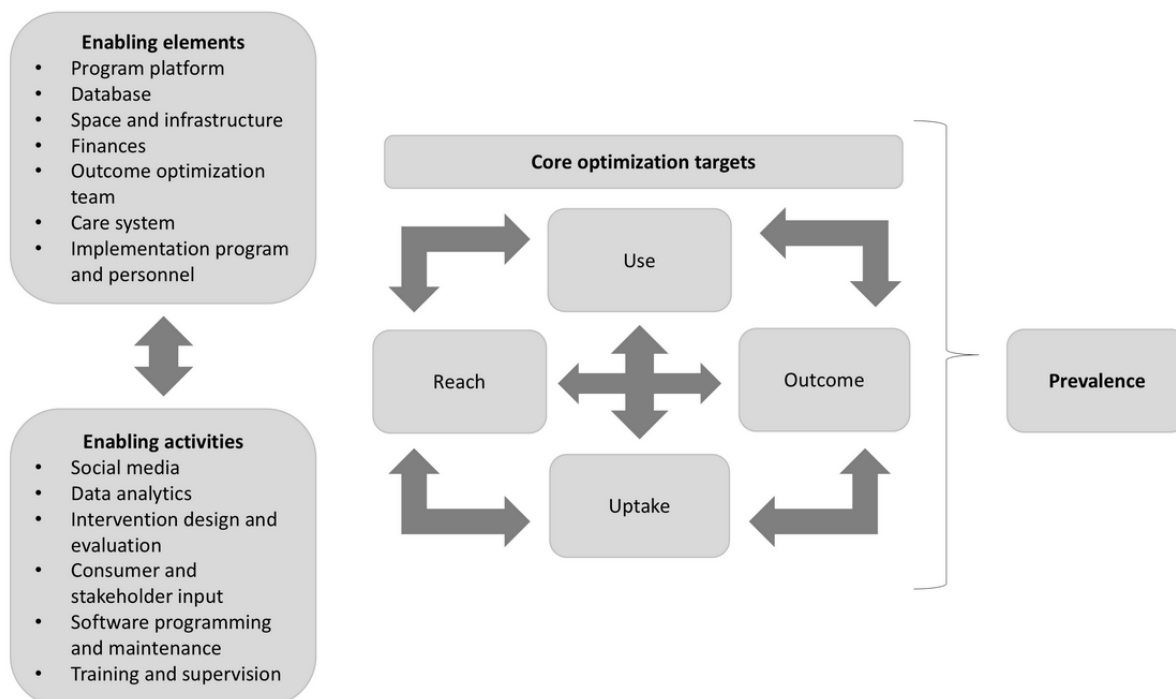 Enabling elements
• Program platform
• Database
• Space and infrastructure
• Finances
• Outcome optimization
team
• Care system
• Implementation program
and personnel
Enabling activities
• Social media
• Data analytics
• Intervention design and
evaluation
• Consumer and
stakeholder input
• Software programming
and maintenance
• Training and supervision
Core optimization targets
Use
Reach
Outcome
Uptake
Prevalence